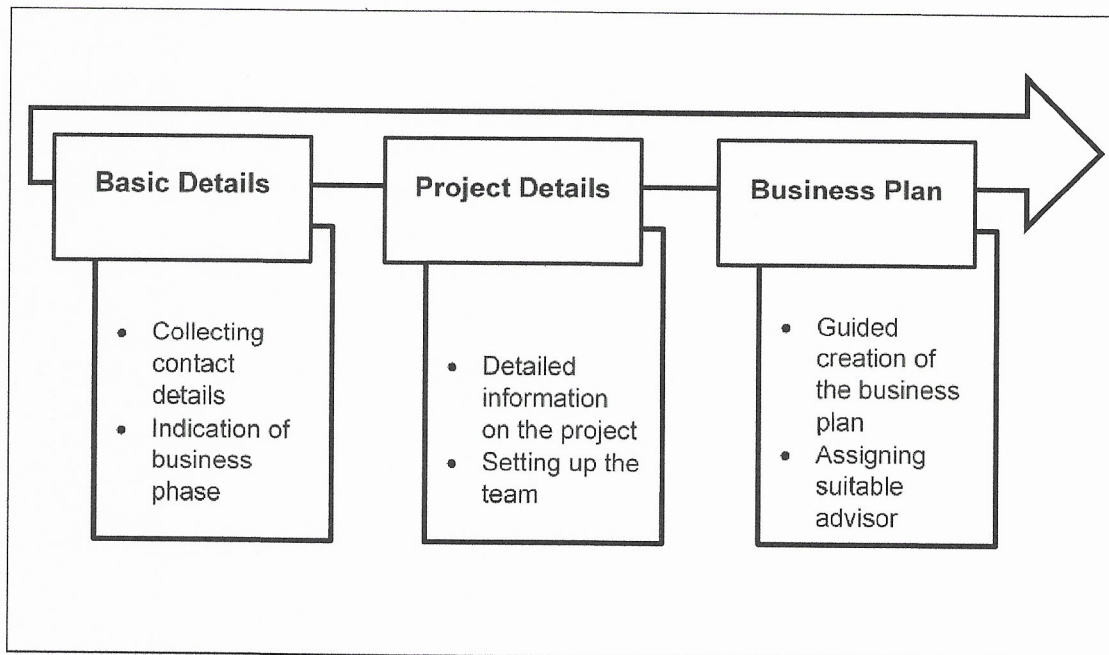 Basic Details
Project Details
Business Plan
• Collecting
contact
details
• Indication of
business
phase
• Detailed
information
on the project
• Setting up the
team
• Guided
creation of
the business
plan
• Assigning
suitable
advisor